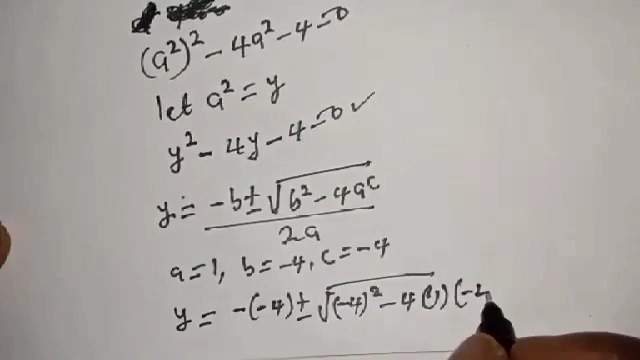 (a²)² - 4a² - 4 = 0
let a² = y
y² - 4y - 4 = 0 ✓
y = -b ± √b² - 4ac / 2a
a = 1, b = -4, c = -4
y = -(-4) ± √(-4)² - 4(1)(-4